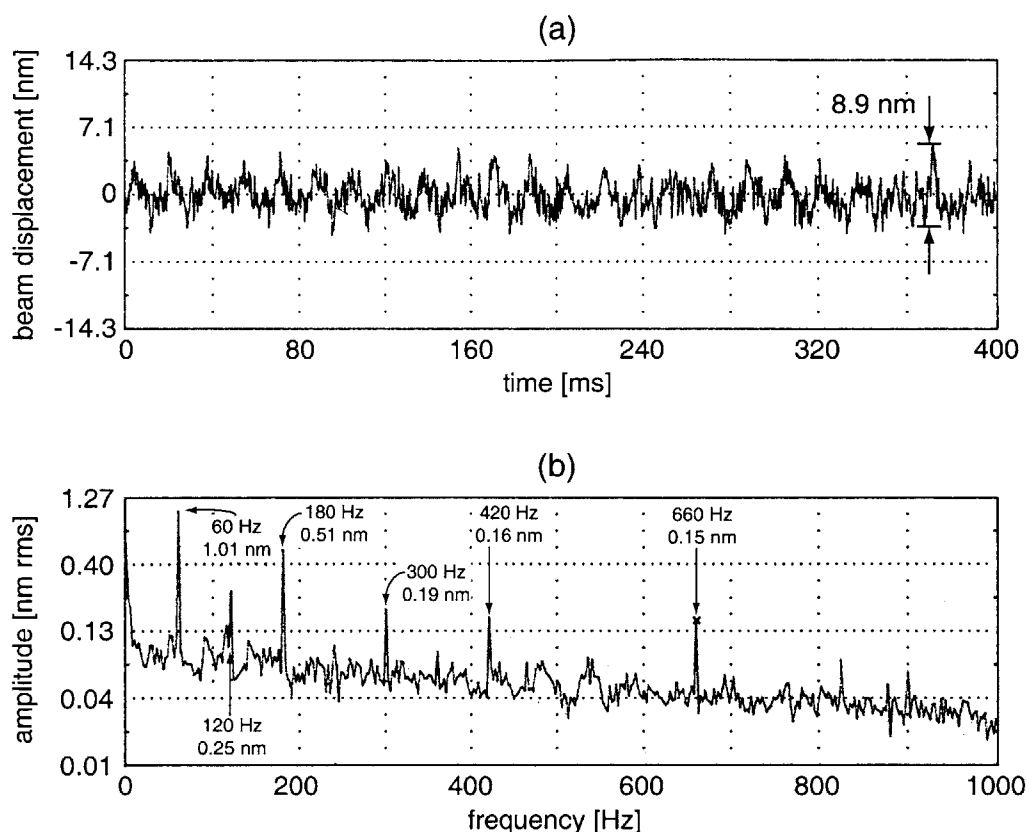 (a)
beam displacement [nm]
14.3
7.1
0
-7.1
-14.3
8.9 nm
0
80
160
240
320
400
time [ms]
(b)
amplitude [nm rms]
1.27
0.40
0.13
0.04
0.01
60 Hz
1.01 nm
180 Hz
0.51 nm
300 Hz
0.19 nm
420 Hz
0.16 nm
660 Hz
0.15 nm
120 Hz
0.25 nm
0
200
400
600
800
1000
frequency [Hz]